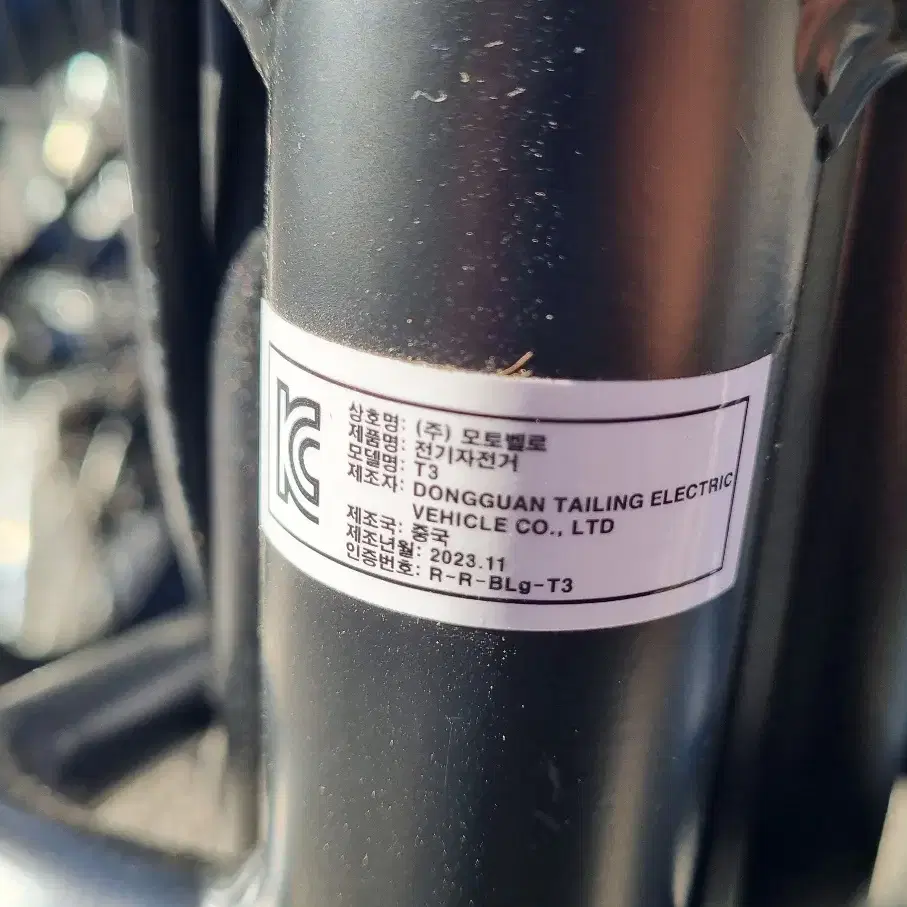 KC
상호명: (주) 모토벨로
제품명: 전기자전거
모델명: T3
제조자: DONGGUAN TAILING ELECTRIC
VEHICLE CO., LTD
제조국: 중국
제조년월: 2023.11
인증번호: R-R-BLg-T3